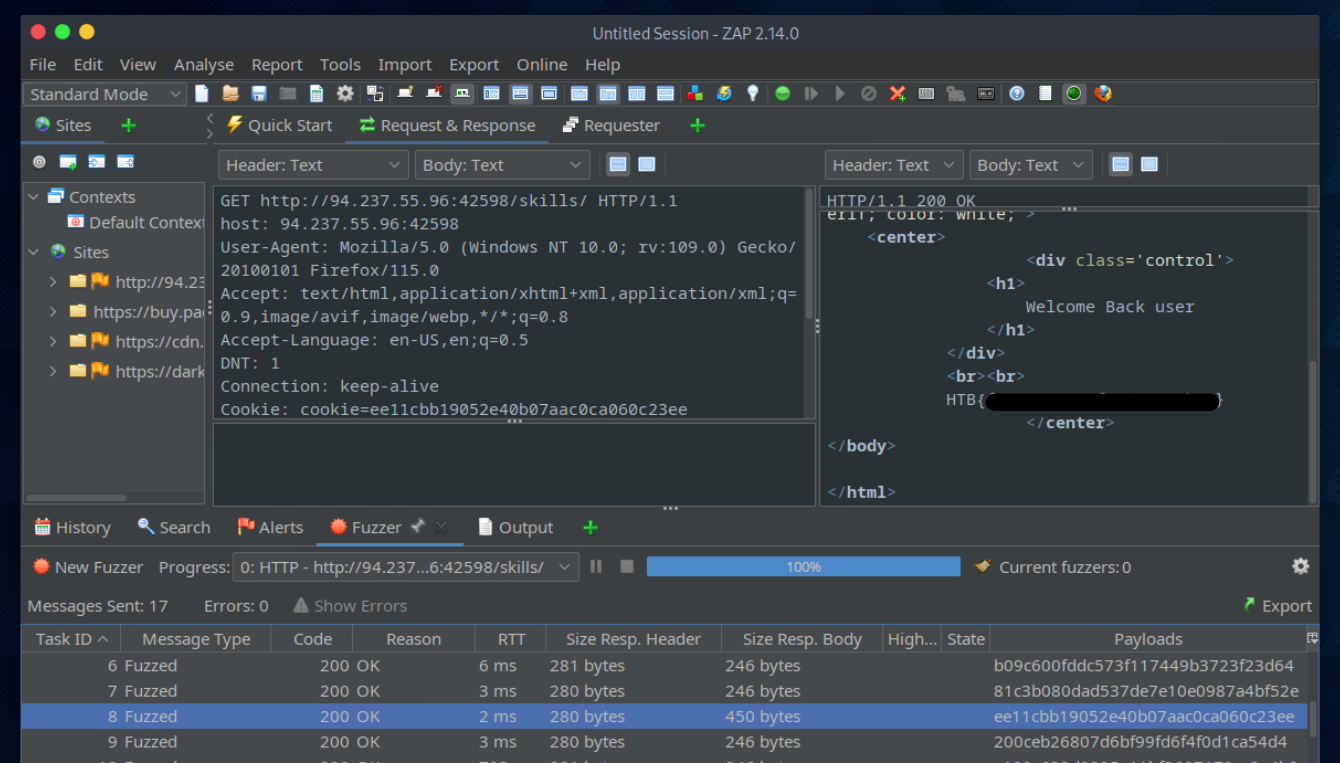 Untitled Session - ZAP 2.14.0
File Edit View Analyse Report Tools Import Export Online Help
Standard Mode
Sites
Quick Start
Request & Response
Requester
Header: Text
Body: Text
Header: Text
Body: Text
Contexts
Default Contex
Sites
http://94.23
https://buy.pa
https://cdn.
https://dark
GET http://94.237.55.96:42598/skills/ HTTP/1.1
host: 94.237.55.96:42598
User-Agent: Mozilla/5.0 (Windows NT 10.0; rv:109.0) Gecko/
20100101 Firefox/115.0
Accept: text/html,application/xhtml+xml,application/xml;q=
0.9,image/avif,image/webp,*/*;q=0.8
Accept-Language: en-US,en;q=0.5
DNT: 1
Connection: keep-alive
Cookie: cookie=ee11cbb19052e40b07aac0ca060c23ee
HTTP/1.1 200 OK
erif; color: white;">
<center>
<div class='control'>
<h1>
Welcome Back user
</h1>
</div>
<br><br>
HTB{ }
</center>
</body>
</html>
History Search Alerts Fuzzer Output
New Fuzzer Progress: 0: HTTP - http://94.237...6:42598/skills/ 100% Current fuzzers: 0
Messages Sent: 17 Errors: 0 Show Errors Export
Task ID Message Type Code Reason RTT Size Resp. Header Size Resp. Body High... State Payloads
6 Fuzzed 200 OK 6 ms 281 bytes 246 bytes b09c600fddc573f117449b3723f23d64
7 Fuzzed 200 OK 3 ms 280 bytes 246 bytes 81c3b080dad537de7e10e0987a4bf52e
8 Fuzzed 200 OK 2 ms 280 bytes 450 bytes ee11cbb19052e40b07aac0ca060c23ee
9 Fuzzed 200 OK 3 ms 280 bytes 246 bytes 200ceb26807d6bf99fd6f4f0d1ca54d4